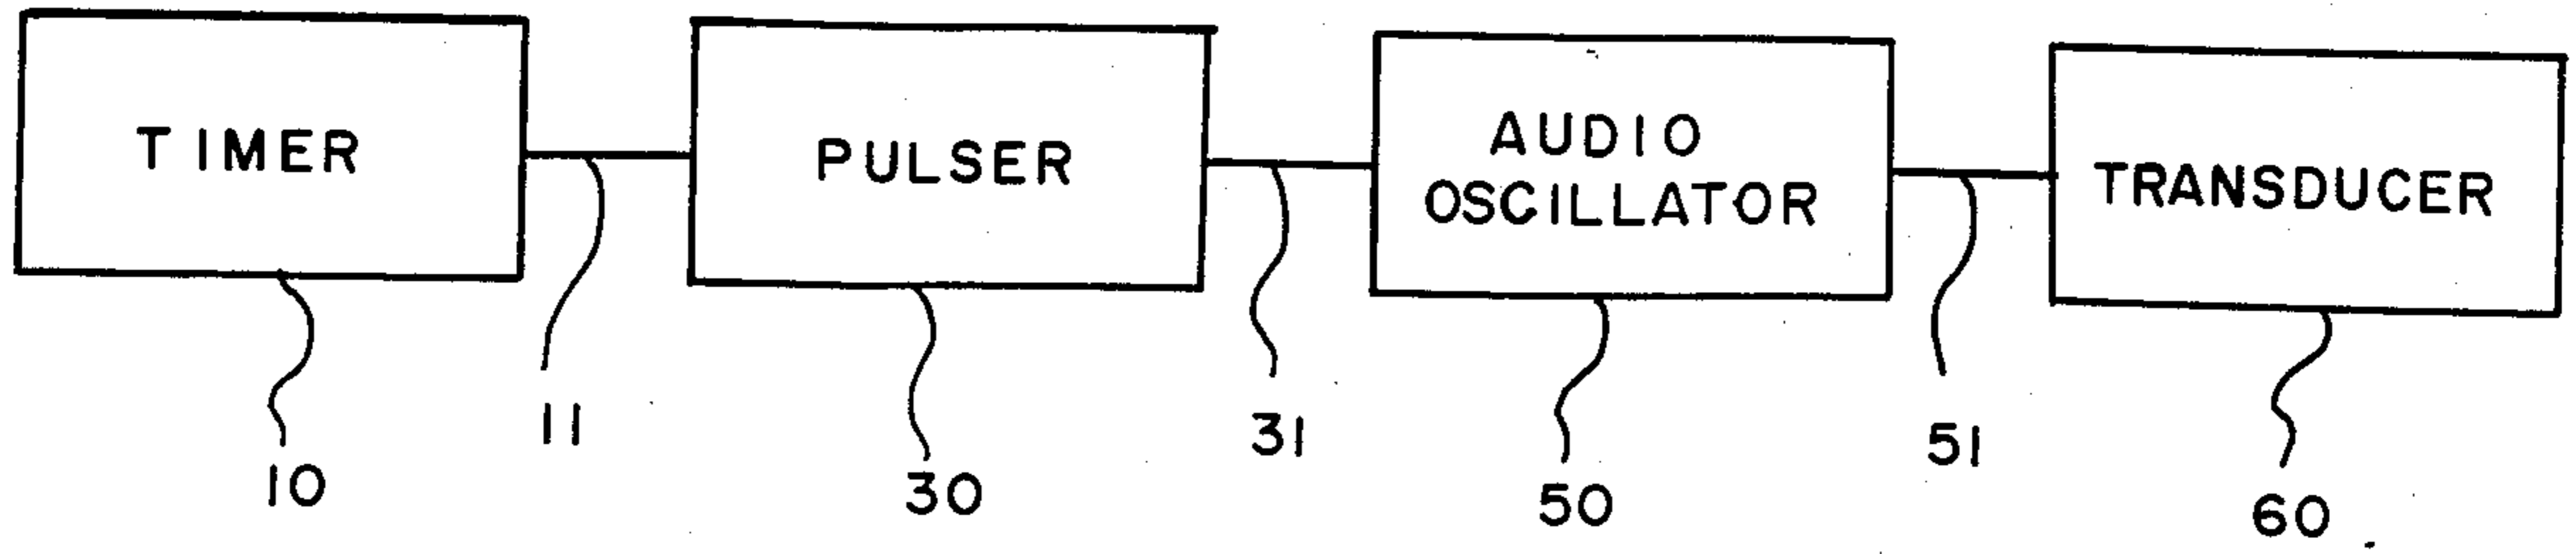 TIMER
PULSER
AUDIO
OSCILLATOR
TRANSDUCER
10
11
30
31
50
51
60